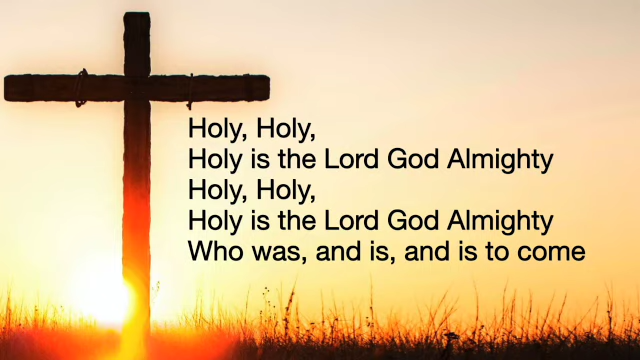 Holy, Holy,
Holy is the Lord God Almighty
Holy, Holy,
Holy is the Lord God Almighty
Who was, and is, and is to come